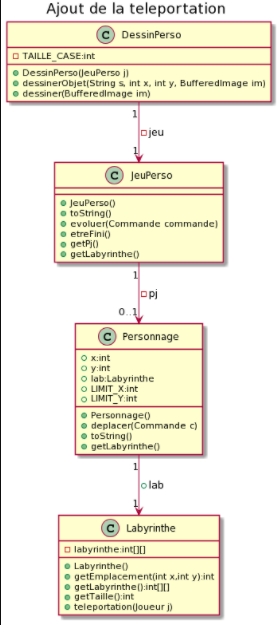 Ajout de la teleportation
C DessinPerso
TAILLE_CASE:int
DessinPerso(JeuPerso j)
dessinerObjet(String s, int x, int y, BufferedImage im)
dessiner(BufferedImage im)
1
jeu
1
C JeuPerso
JeuPerso()
toString()
evoluer(Commande commande)
etreFini()
getPj()
getLabyrinthe()
1
pj
0..1
C Personnage
x:int
y:int
lab:Labyrinthe
LIMIT_X:int
LIMIT_Y:int
Personnage()
deplacer(Commande c)
toString()
getLabyrinthe()
1
lab
1
C Labyrinthe
labyrinthe:int[][]
Labyrinthe()
getEmplacement(int x,int y):int
getLabyrinthe():int[][]
getTaille():int
teleportation(Joueur j)